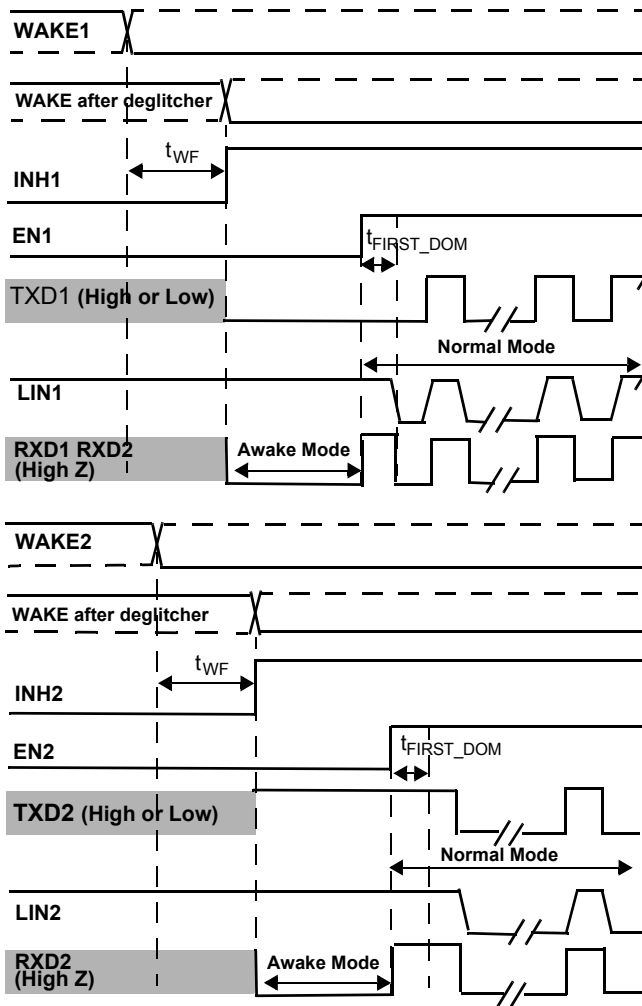 WAKE1
WAKE after deglitcher
tWF
INH1
EN1
tFIRST_DOM
TXD1 (High or Low)
Normal Mode
LIN1
RXD1 RXD2
(High Z)
Awake Mode
WAKE2
WAKE after deglitcher
tWF
INH2
EN2
tFIRST_DOM
TXD2 (High or Low)
Normal Mode
LIN2
RXD2
(High Z)
Awake Mode